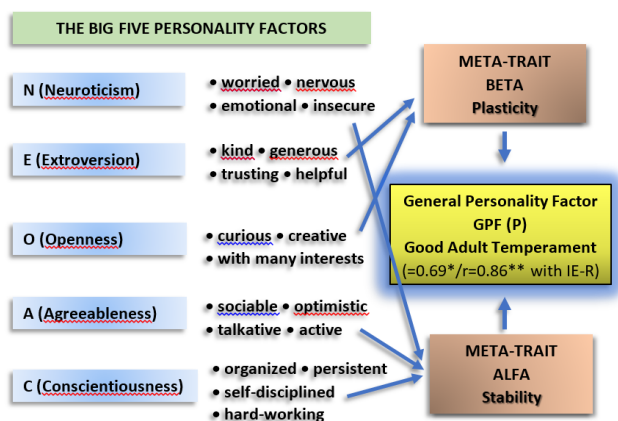 THE BIG FIVE PERSONALITY FACTORS
N (Neuroticism)
• worried • nervous
• emotional • insecure
E (Extroversion)
• kind • generous
• trusting • helpful
O (Openness)
• curious • creative
• with many interests
A (Agreeableness)
• sociable • optimistic
• talkative • active
C (Conscientiousness)
• organized • persistent
• self-disciplined
• hard-working
META-TRAIT
BETA
Plasticity
General Personality Factor
GPF (P)
Good Adult Temperament
(=0.69*/r=0.86** with IE-R)
META-TRAIT
ALFA
Stability